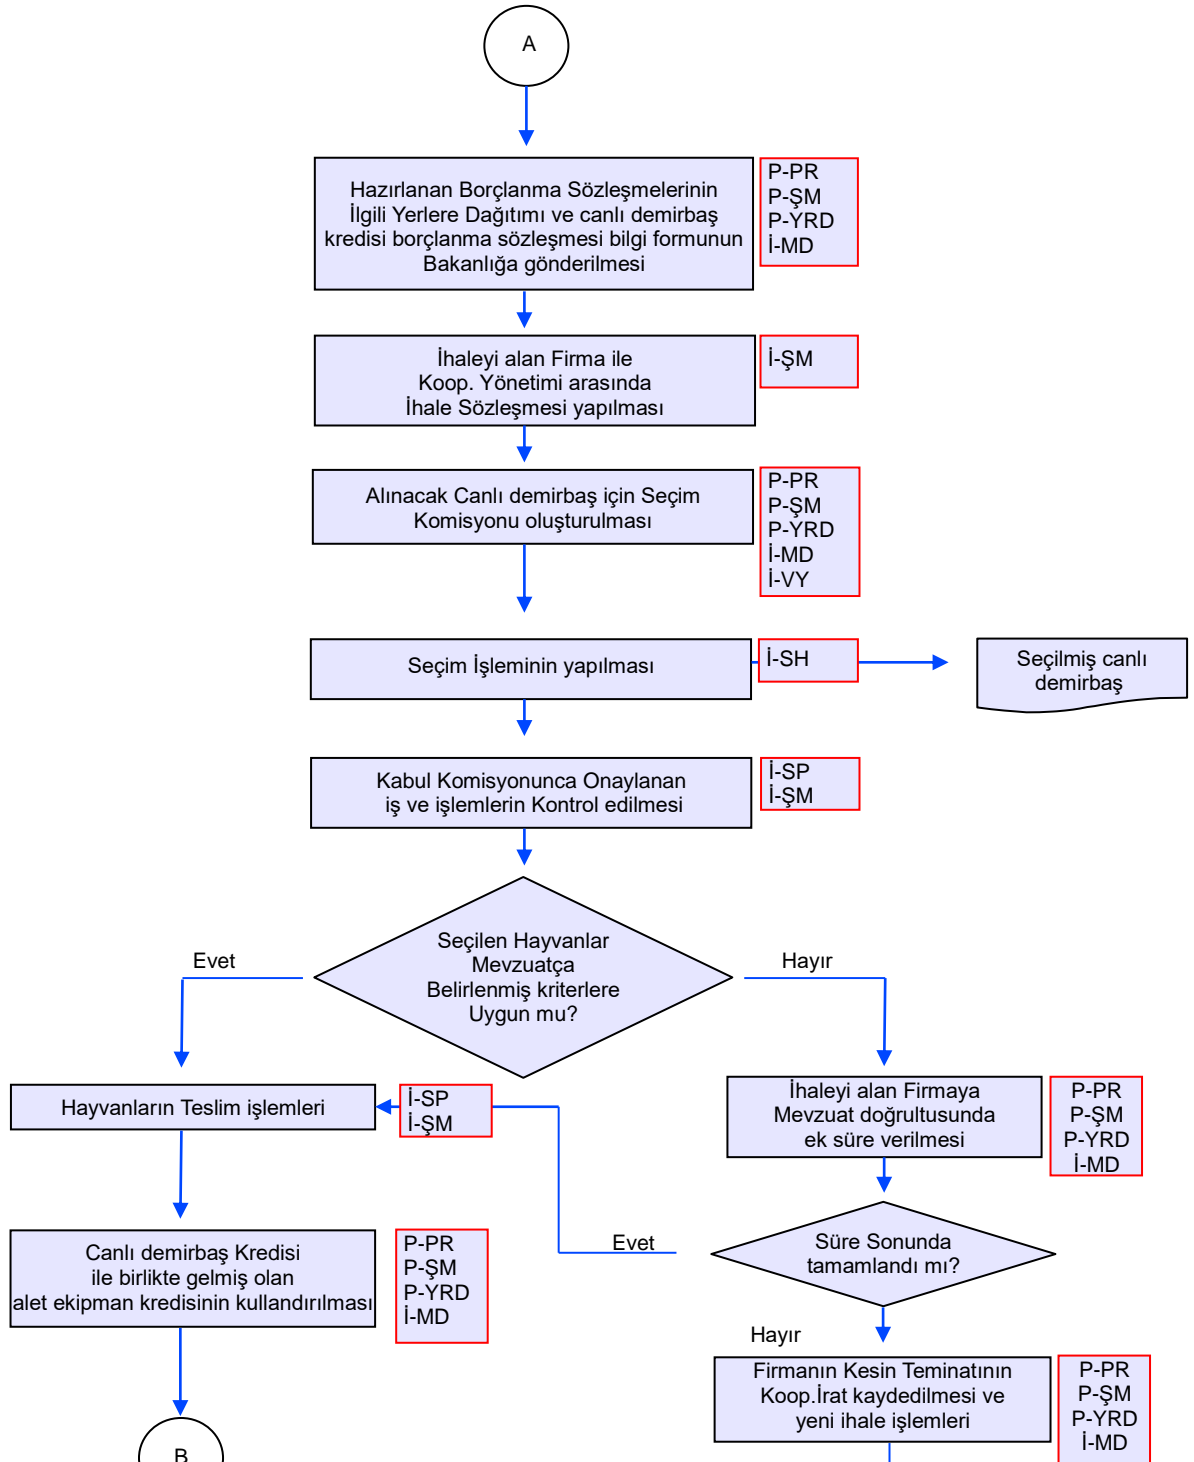 A
Hazırlanan Borçlanma Sözleşmelerinin
İlgili Yerlere Dağıtımı ve canlı demirbaş
kredisi borçlanma sözleşmesi bilgi formunun
Bakanlığa gönderilmesi
P-PR
P-ŞM
P-YRD
İ-MD
İhaleyi alan Firma ile
Koop. Yönetimi arasında
İhale Sözleşmesi yapılması
İ-ŞM
Alınacak Canlı demirbaş için Seçim
Komisyonu oluşturulması
P-PR
P-ŞM
P-YRD
İ-MD
İ-VY
Seçim İşleminin yapılması
İ-SH
Seçilmiş canlı
demirbaş
Kabul Komisyonunca Onaylanan
iş ve işlemlerin Kontrol edilmesi
İ-SP
İ-ŞM
Seçilen Hayvanlar
Mevzuatça
Belirlenmiş kriterlere
Uygun mu?
Evet
Hayır
Hayvanların Teslim işlemleri
İ-SP
İ-ŞM
İhaleyi alan Firmaya
Mevzuat doğrultusunda
ek süre verilmesi
P-PR
P-ŞM
P-YRD
İ-MD
Canlı demirbaş Kredisi
ile birlikte gelmiş olan
alet ekipman kredisinin kullandırılması
P-PR
P-ŞM
P-YRD
İ-MD
Evet
Süre Sonunda
tamamlandı mı?
Hayır
Firmanın Kesin Teminatının
Koop.İrat kaydedilmesi ve
yeni ihale işlemleri
P-PR
P-ŞM
P-YRD
İ-MD
B